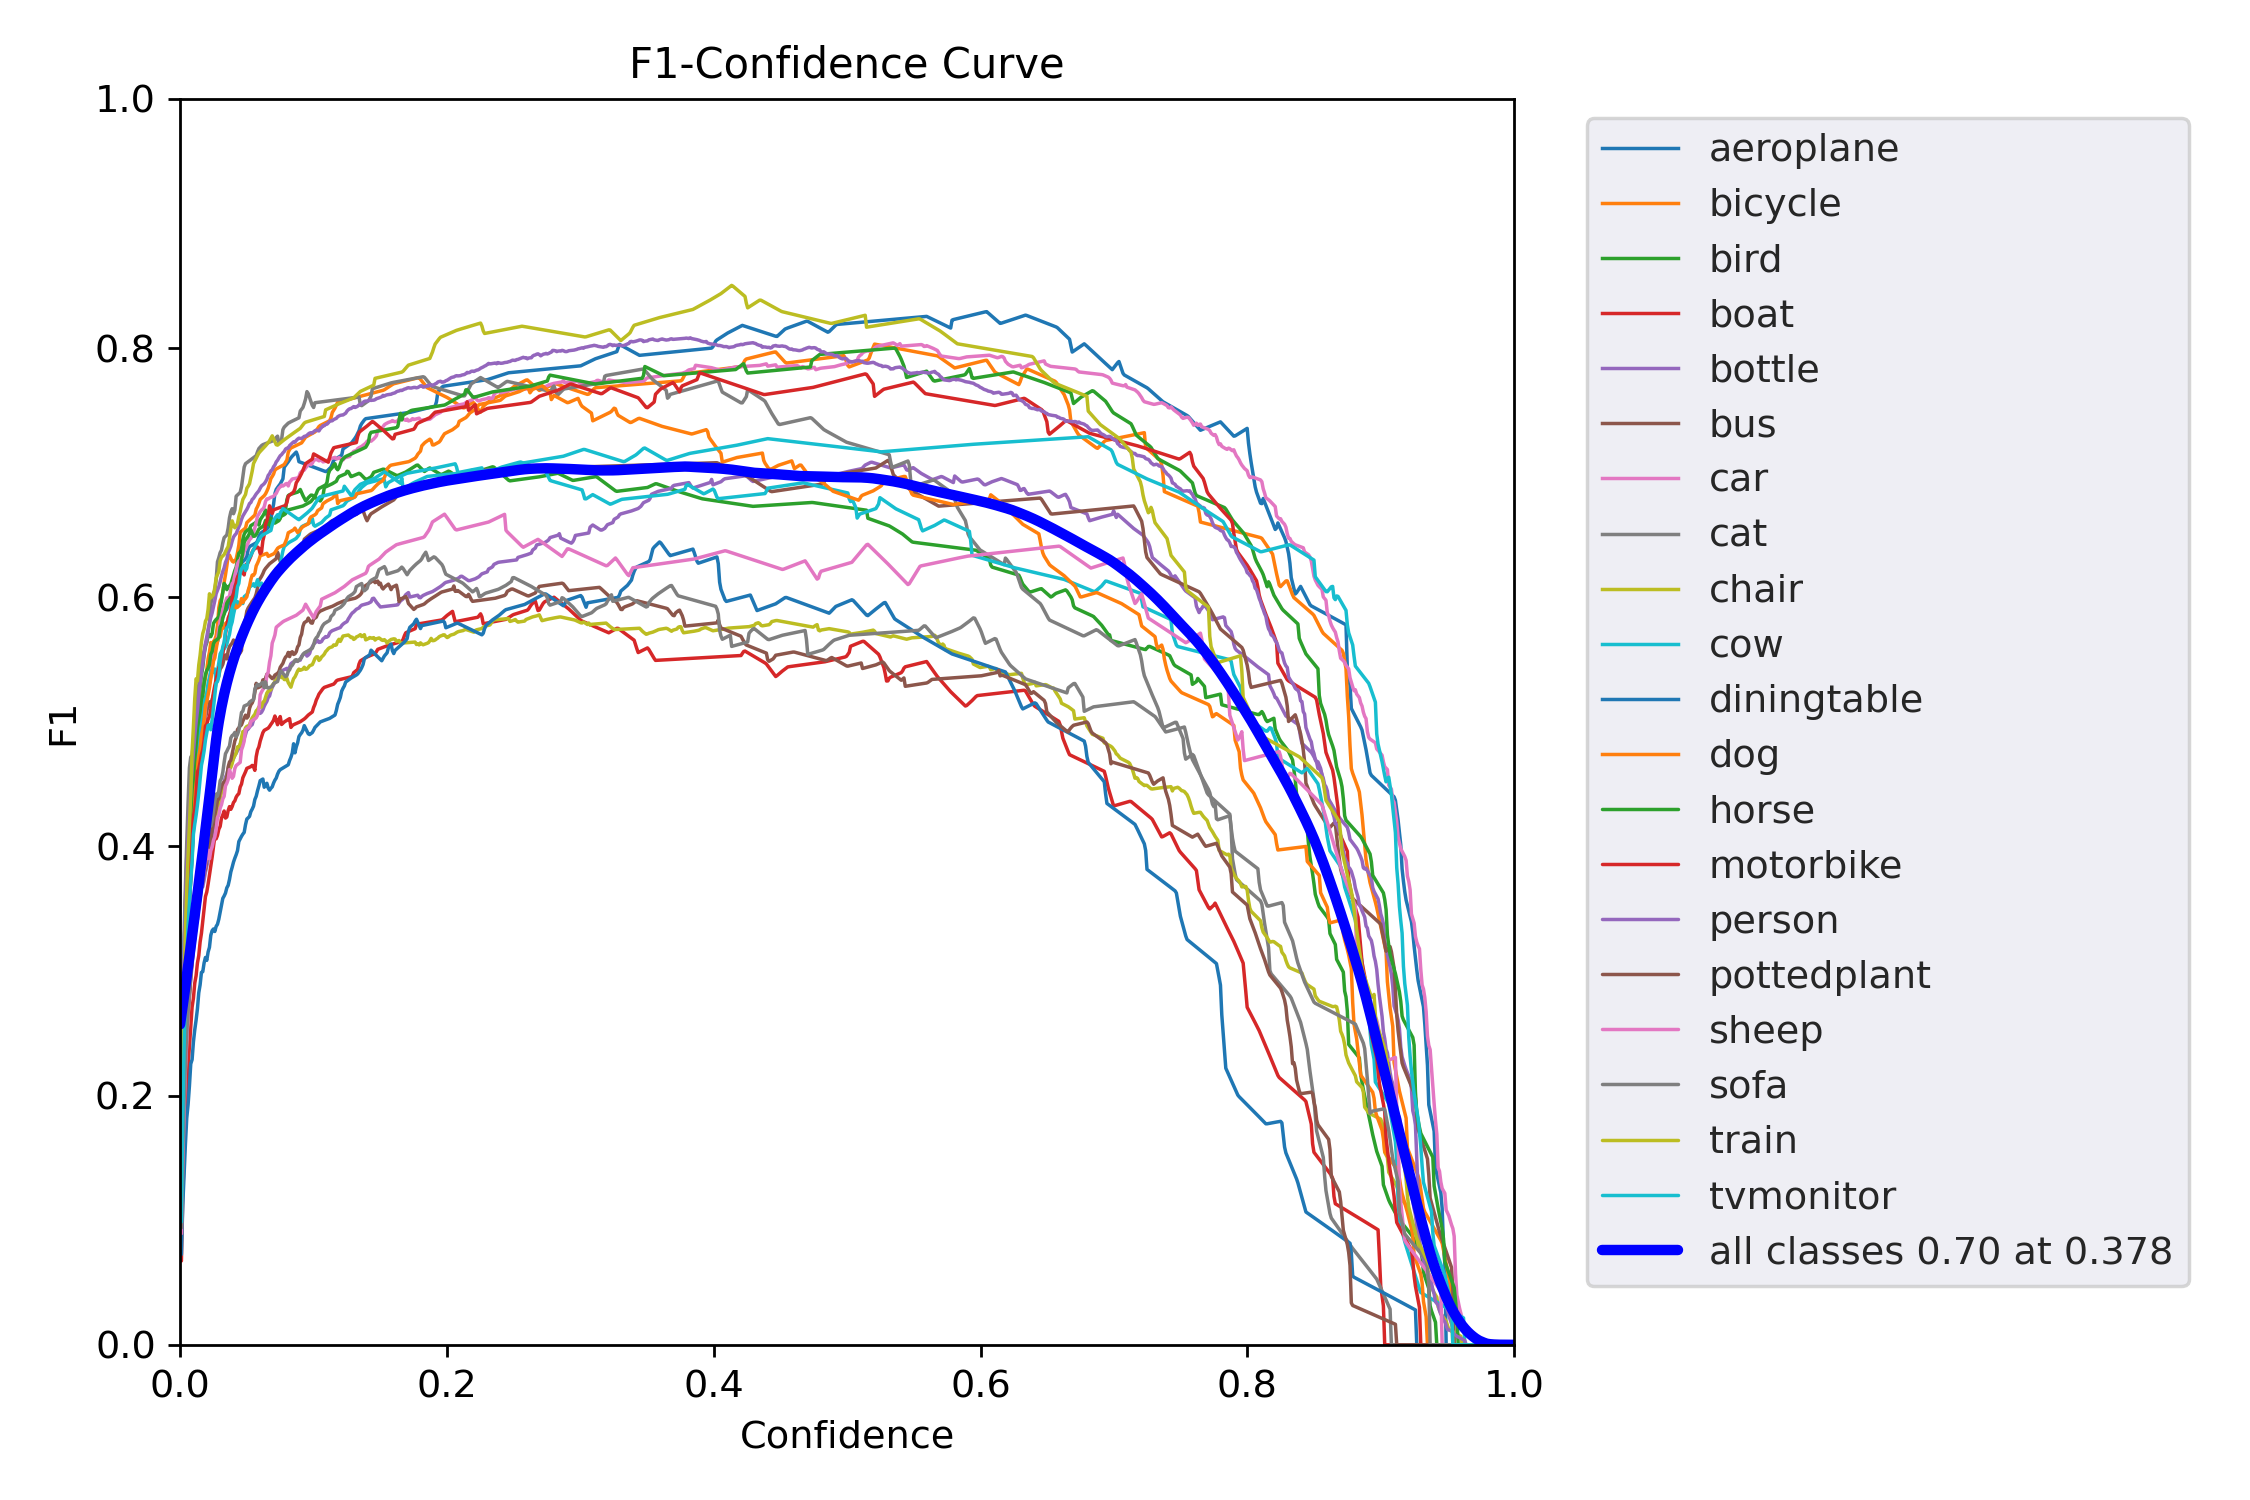 F1-Confidence Curve
1.0
0.8
0.6
0.4
0.2
0.0
F1
0.0 0.2 0.4 0.6 0.8 1.0
Confidence
aeroplane
bicycle
bird
boat
bottle
bus
car
cat
chair
cow
diningtable
dog
horse
motorbike
person
pottedplant
sheep
sofa
train
tvmonitor
all classes 0.70 at 0.378